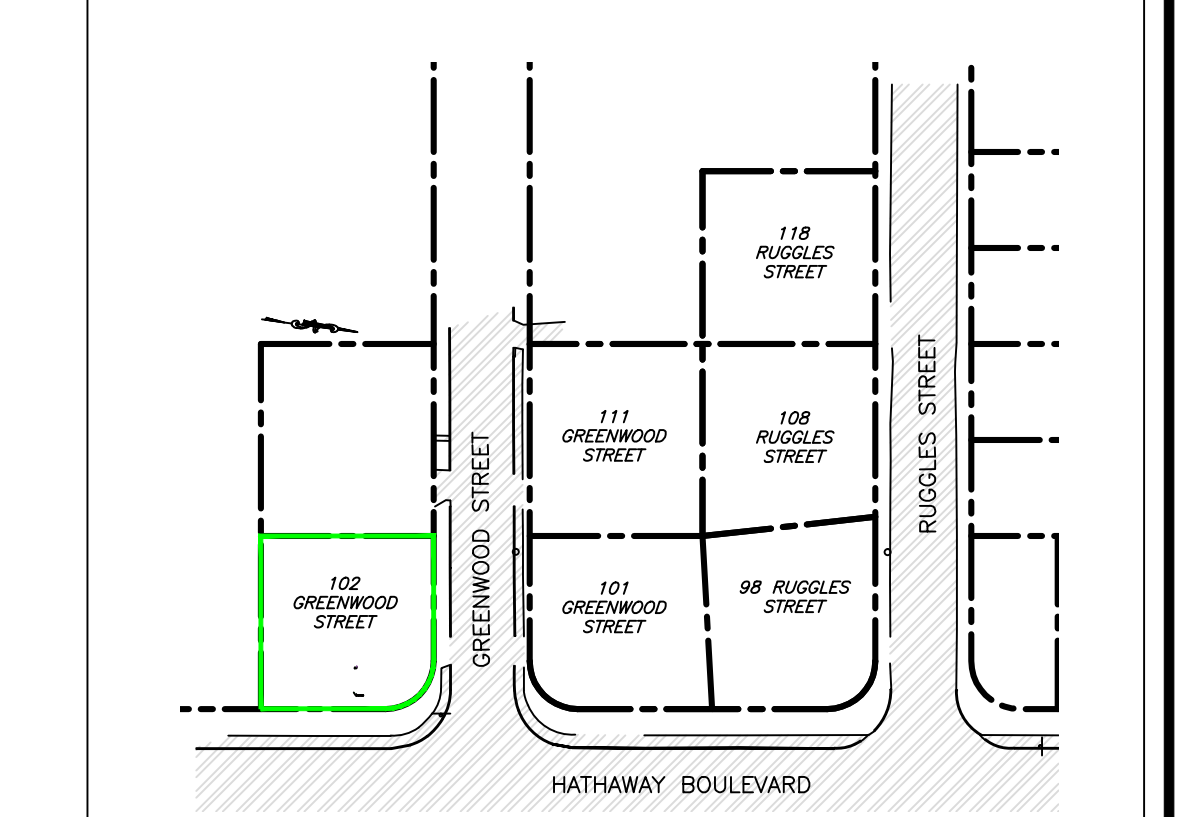 118
RUGGLES
STREET
111
GREENWOOD
STREET
108
RUGGLES
STREET
RUGGLES STREET
GREENWOOD STREET
102
GREENWOOD
STREET
101
GREENWOOD
STREET
98 RUGGLES
STREET
HATHAWAY BOULEVARD